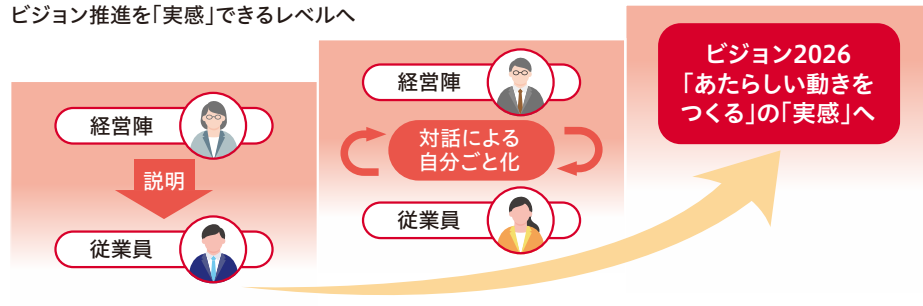 ビジョン推進を「実感」できるレベルへ
経営陣
説明
従業員
経営陣
対話による
自分ごと化
従業員
ビジョン2026
「あたらしい動きを
つくる」の「実感」へ